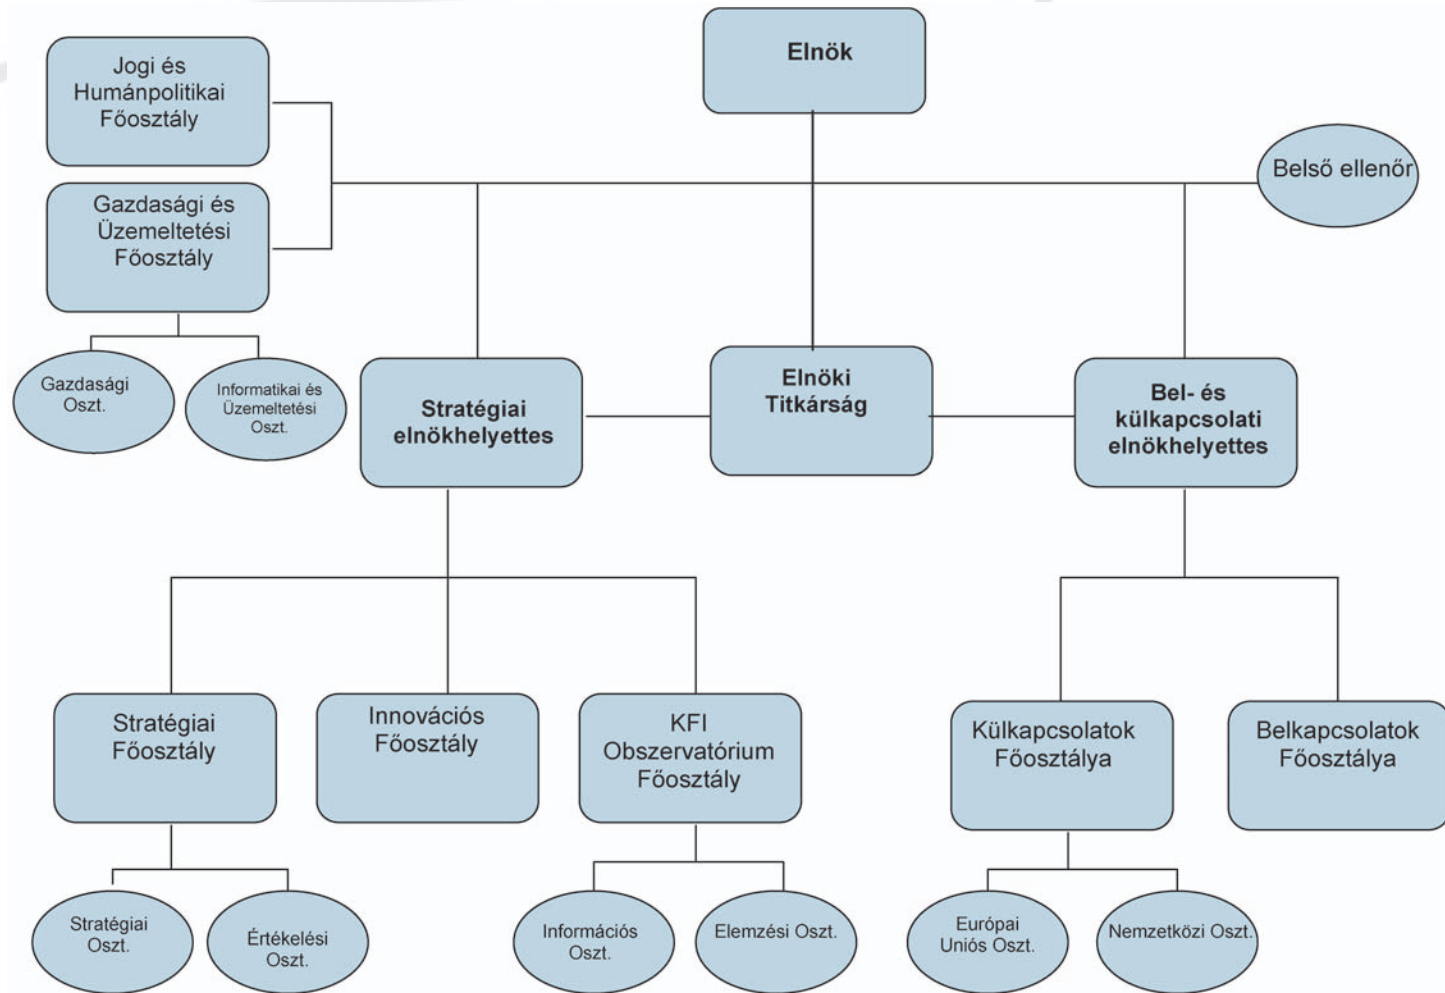 Elnök
Jogi és
Humánpolitikai
Főosztály
Belső ellenőr
Gazdasági és
Üzemeltetési
Főosztály
Gazdasági
Oszt.
Informatikai és
Üzemeltetési
Oszt.
Stratégiai
elnökhelyettes
Elnöki
Titkárság
Bel- és
külkapcsolati
elnökhelyettes
Stratégiai
Főosztály
Innovációs
Főosztály
KFI
Obszervatórium
Főosztály
Külkapcsolatok
Főosztálya
Belkapcsolatok
Főosztálya
Stratégiai
Oszt.
Értékelési
Oszt.
Információs
Oszt.
Elemzési Oszt.
Európai
Uniós Oszt.
Nemzetközi Oszt.